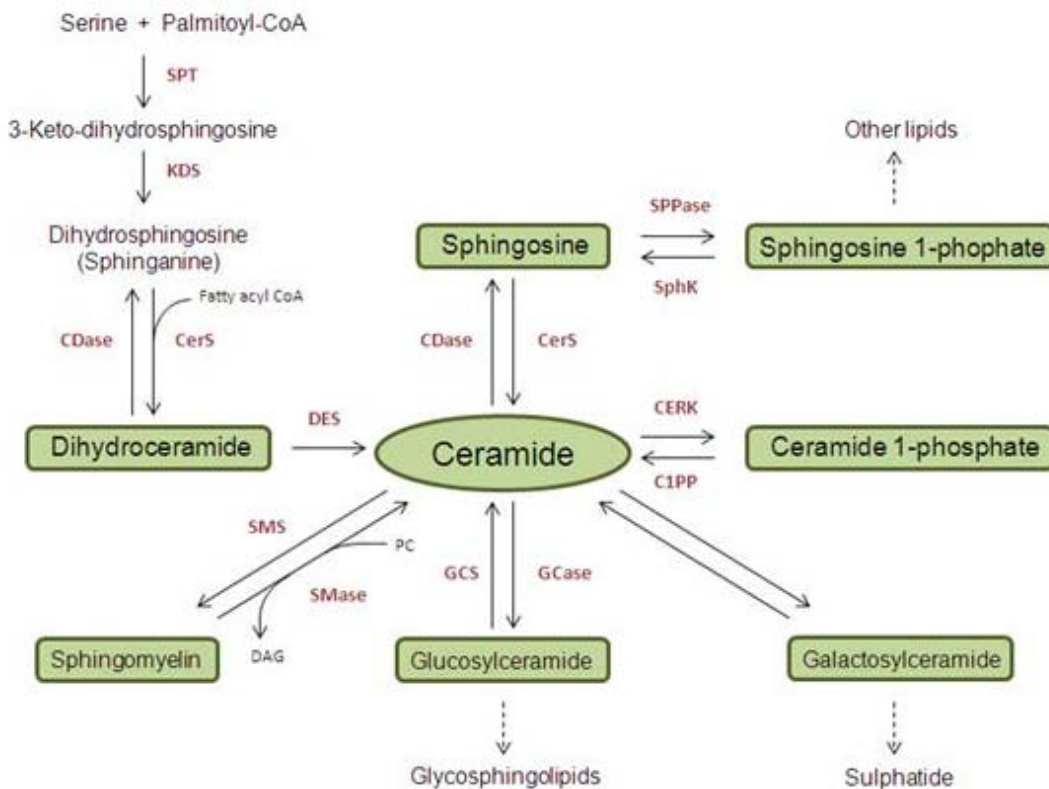 Serine + Palmitoyl-CoA
SPT
3-Keto-dihydrosphingosine
KDS
Dihydrosphingosine
(Sphinganine)
Fatty acyl CoA
CDase
CerS
Dihydroceramide
DES
Other lipids
SPPase
Sphingosine
Sphingosine 1-phophate
SphK
CDase
CerS
CERK
Ceramide
Ceramide 1-phosphate
C1PP
SMS
PC
SMase
DAG
GCS
GCase
Sphingomyelin
Glucosylceramide
Galactosylceramide
Glycosphingolipids
Sulphatide